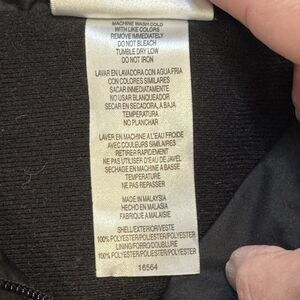 MACHINE WASH COLD
WITH LIKE COLORS
REMOVE IMMEDIATELY
DO NOT BLEACH
TUMBLE DRY LOW
DO NOT IRON
LAVAR EN LAVADORA CON AGUA FRIA
CON COLORES SIMILARES
SACAR IMMEDIATAMENTE
NO USAR BLANQUEADOR
SECAR EN SECADORA, A BAJA
TEMPERATURA
NO PLANCHAR
LAVER EN MACHINE A L'EAU FROIDE
AVEC COULEURS SIMILAIRES
RETIRER RAPIDEMENT
NE PAS UTILISER D'EAU DE JAVEL
SECHAGE EN MACHINE A BASSE
TEMPERATURE
NE PAS REPASSER
MADE IN MALAYSIA
HECHO EN MALASIA
FABRIQUE A MALAISIE
SHELL/EXTERIOR/VESTE
100% POLYESTER/POLIESTER/POLYESTER
LINING/FORRO/DOUBLURE
100% POLYESTER/POLIESTER/POLYESTER
16564